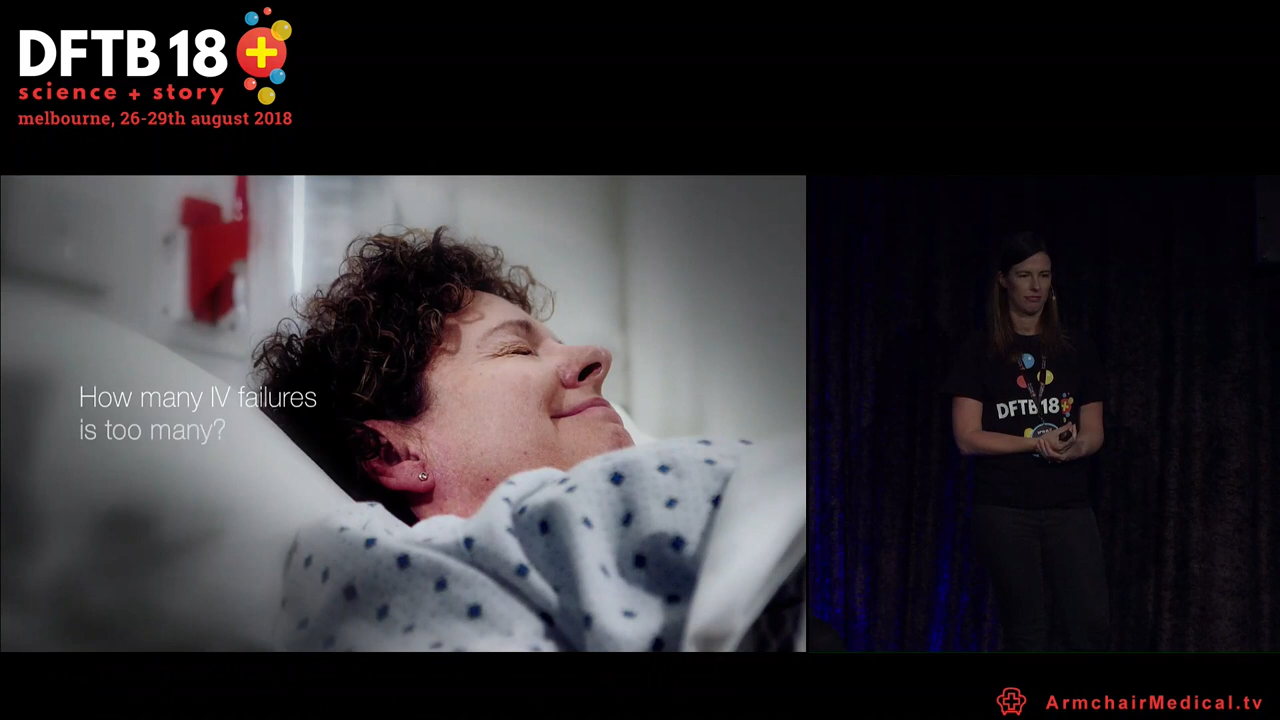 DFTB 18
science + story
melbourne, 26-29th august 2018
How many IV failures
is too many?
DFTB 18
ArmchairMedical.tv